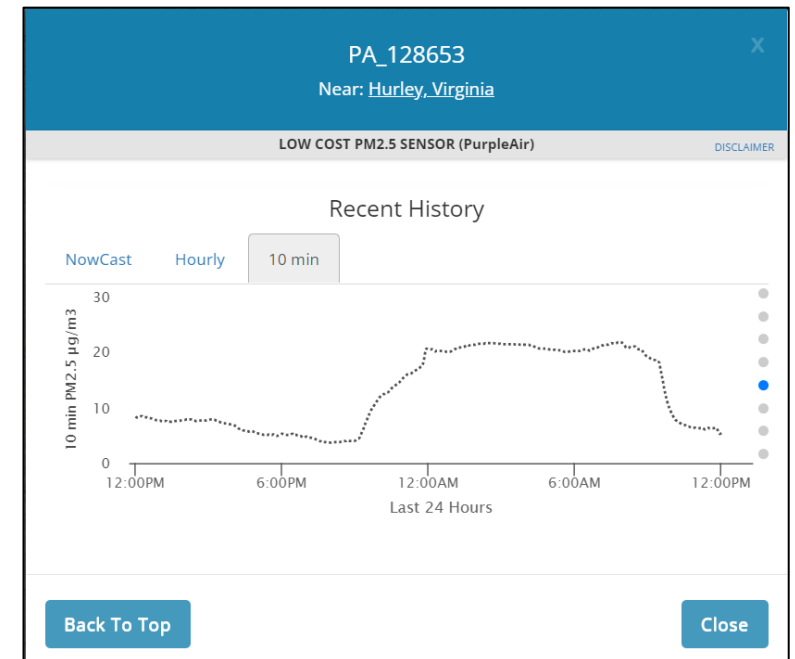 PA_128653
X
Near: Hurley, Virginia
LOW COST PM2.5 SENSOR (PurpleAir)
DISCLAIMER
Recent History
NowCast Hourly 10 min
10 min PM2.5 µg/m3
30
20
10
0
12:00PM 6:00PM 12:00AM 6:00AM 12:00PM
Last 24 Hours
Back To Top Close